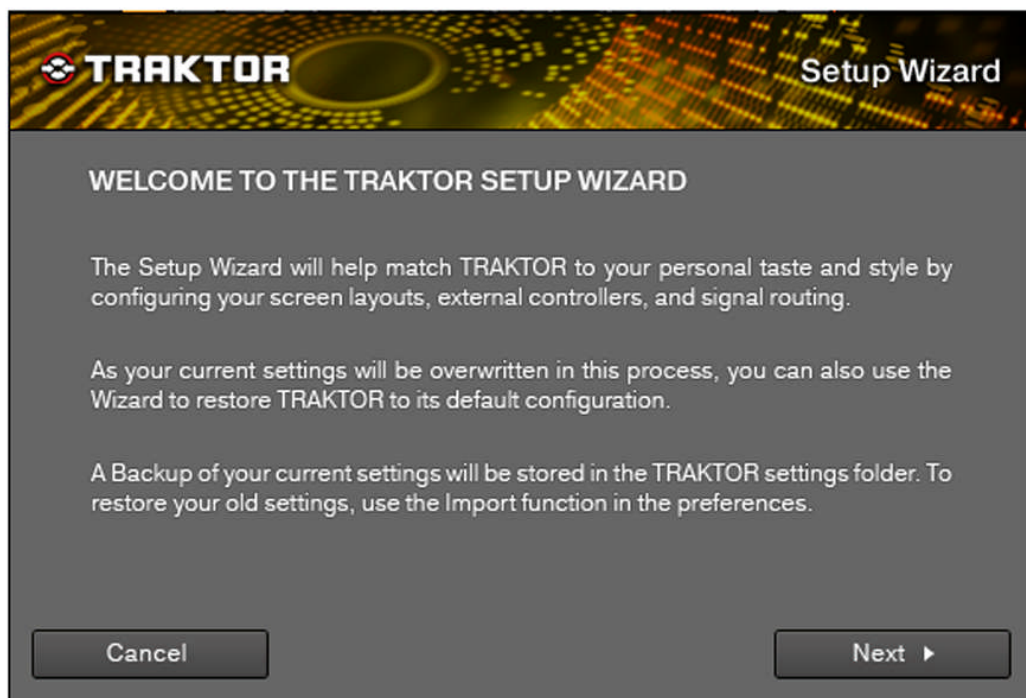 TRAKTOR
Setup Wizard
WELCOME TO THE TRAKTOR SETUP WIZARD
The Setup Wizard will help match TRAKTOR to your personal taste and style by
configuring your screen layouts, external controllers, and signal routing.
As your current settings will be overwritten in this process, you can also use the
Wizard to restore TRAKTOR to its default configuration.
A Backup of your current settings will be stored in the TRAKTOR settings folder. To
restore your old settings, use the Import function in the preferences.
Cancel
Next